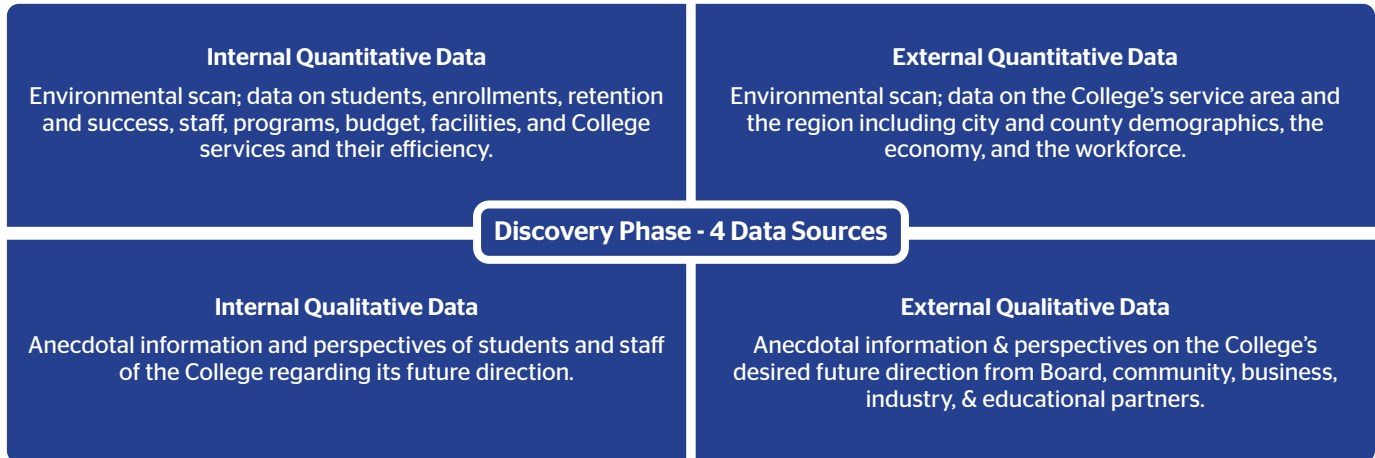 Internal Quantitative Data
Environmental scan; data on students, enrollments, retention
and success, staff, programs, budget, facilities, and College
services and their efficiency.
External Quantitative Data
Environmental scan; data on the College’s service area and
the region including city and county demographics, the
economy, and the workforce.
Discovery Phase - 4 Data Sources
Internal Qualitative Data
Anecdotal information and perspectives of students and staff
of the College regarding its future direction.
External Qualitative Data
Anecdotal information & perspectives on the College’s
desired future direction from Board, community, business,
industry, & educational partners.